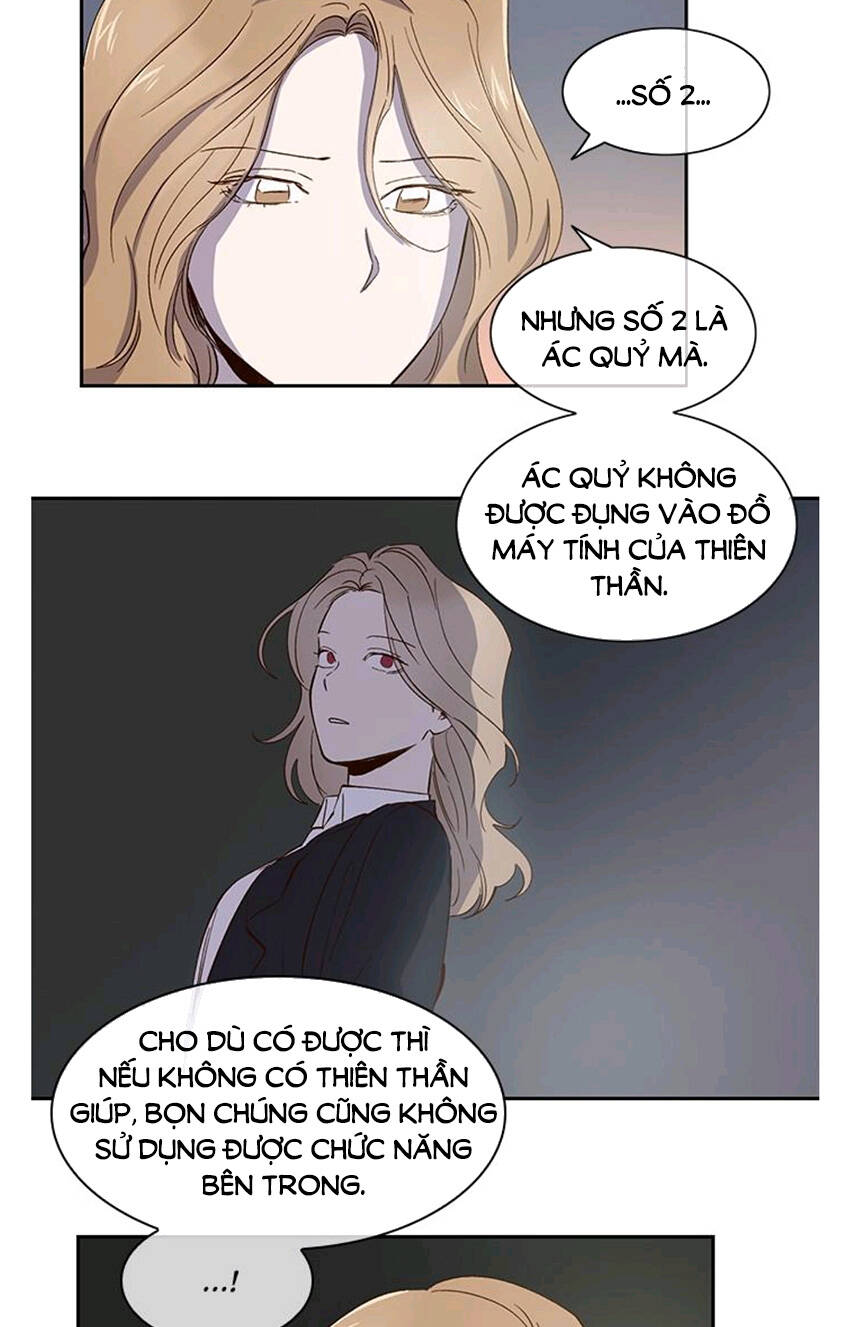 ...SỐ 2...
NHƯNG SỐ 2 LÀ
ÁC QUỶ MÀ.
ÁC QUỶ KHÔNG
ĐƯỢC ĐỤNG VÀO ĐỒ
MÁY TÍNH CỦA THIÊN
THẦN.
CHO DÙ CÓ ĐƯỢC THÌ
NẾU KHÔNG CÓ THIÊN THẦN
GIÚP, BỌN CHÚNG CŨNG KHÔNG
SỬ DỤNG ĐƯỢC CHỨC NĂNG
BÊN TRONG.
...!